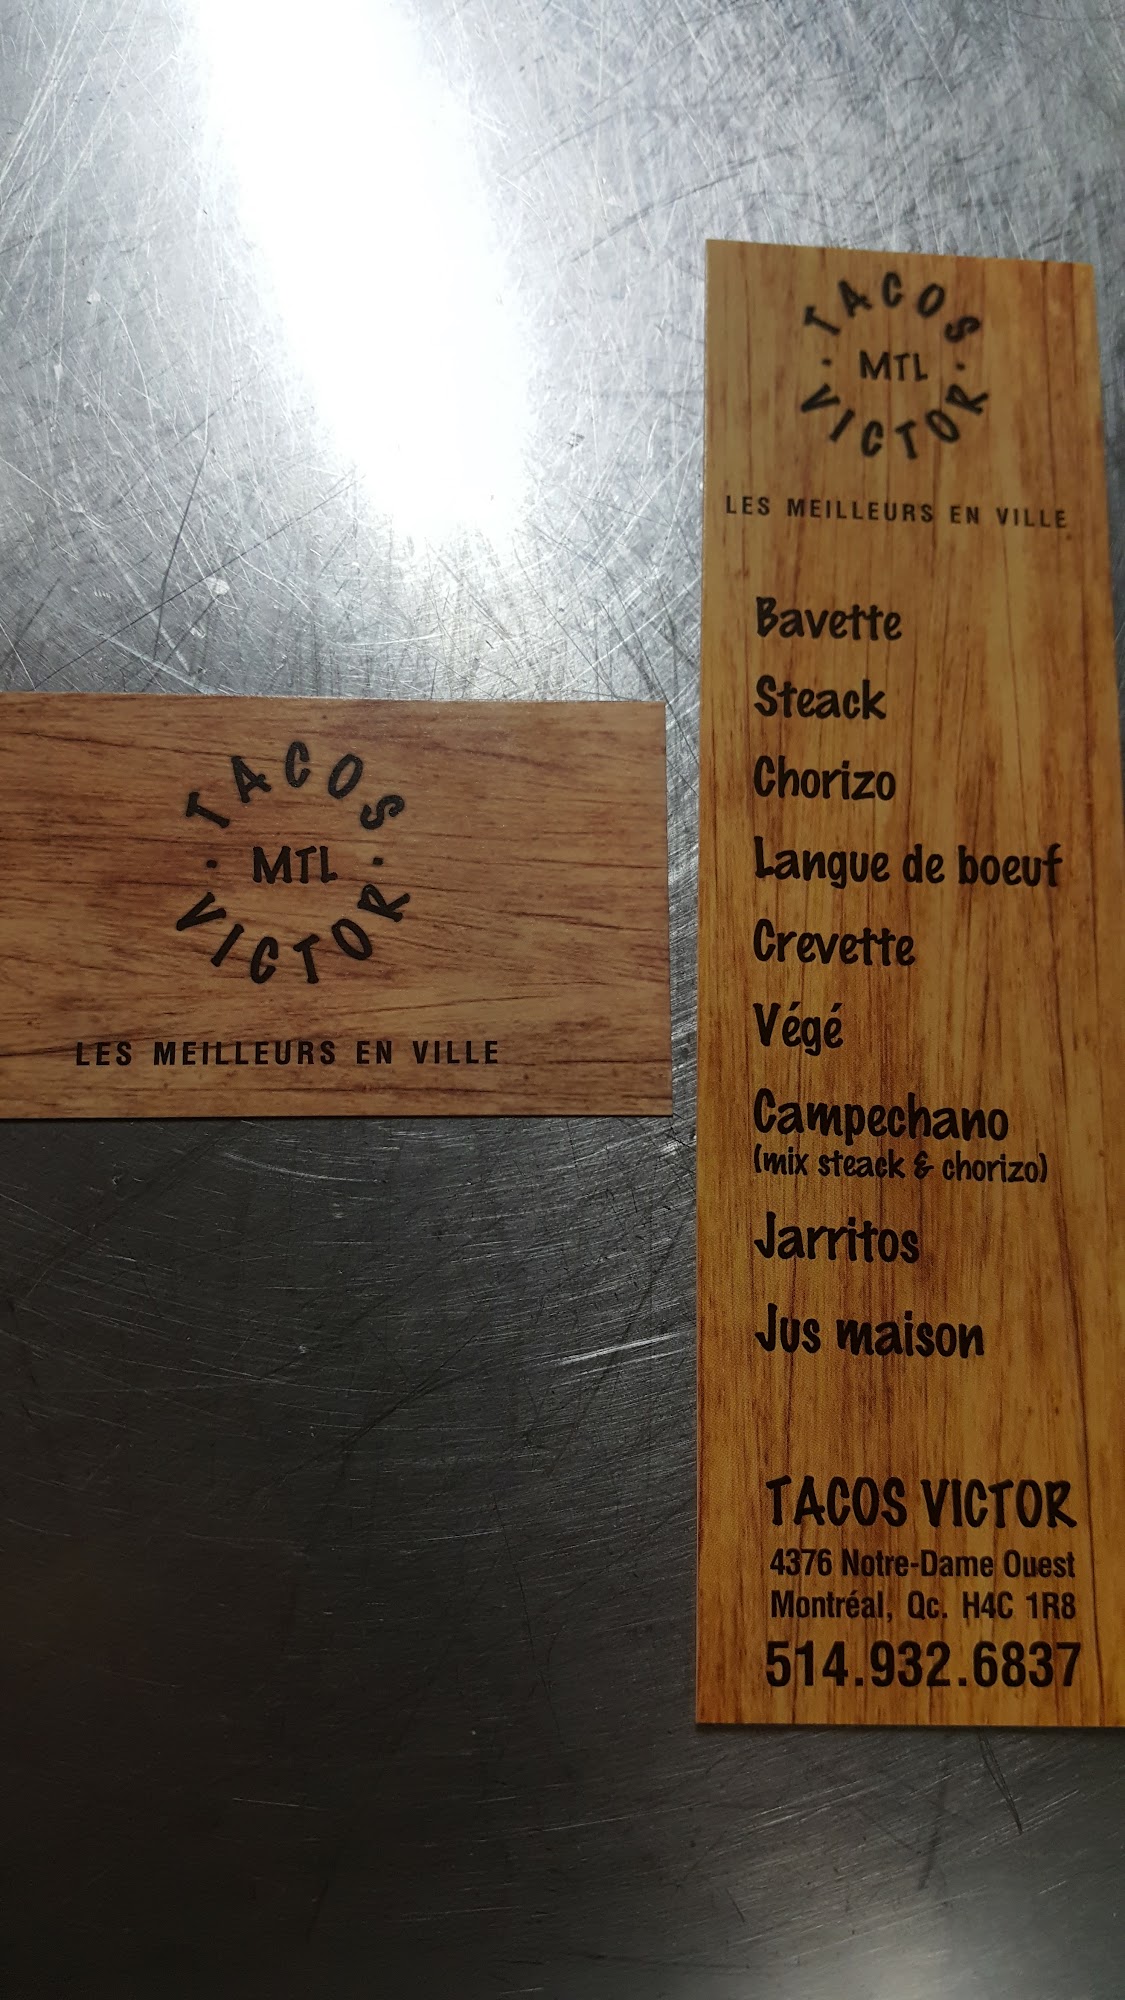 TACOS
MTL
VICTOR
LES MEILLEURS EN VILLE
TACOS
MTL
VICTOR
LES MEILLEURS EN VILLE
Bavette
Steack
Chorizo
Langue de boeuf
Crevette
Végé
Campechano
(mix steack & chorizo)
Jarritos
Jus maison
TACOS VICTOR
4376 Notre-Dame Ouest
Montréal, Qc. H4C 1R8
514.932.6837